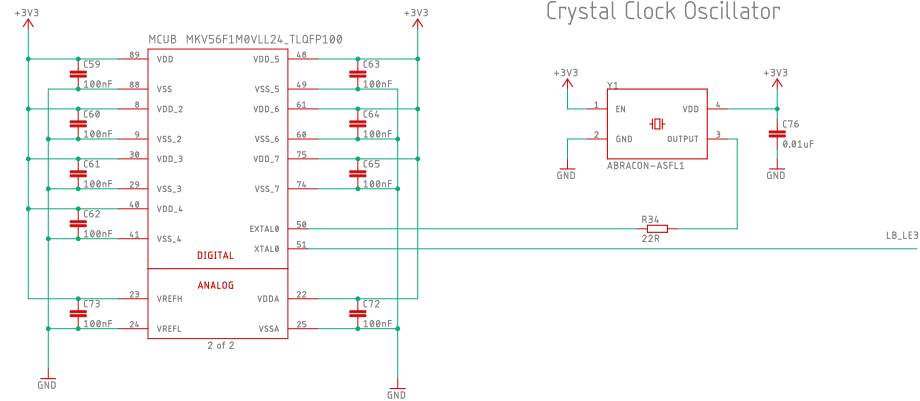 Crystal Clock Oscillator
+3V3
+3V3
MCUB MKV56F1M0VLL24_TLQFP100
89 VDD VDD_5 48
C59
100nF
C63
100nF
88 VSS VSS_5 49
8 VDD_2 VDD_6 61
C60
100nF
C64
100nF
9 VSS_2 VSS_6 60
30 VDD_3 VDD_7 75
C61
100nF
C65
100nF
29 VSS_3 VSS_7 74
40 VDD_4
C62
100nF
41 VSS_4
EXTAL0 50
XTAL0 51
DIGITAL
ANALOG
23 VREFH VDDA 22
C73
100nF
C72
100nF
24 VREFL VSSA 25
2 of 2
GND
GND
+3V3
Y1
+3V3
1 EN VDD 4
2 GND OUTPUT 3
ABRACON-ASFL1
C76
0.01uF
GND
GND
R34
22R
LB_LE3